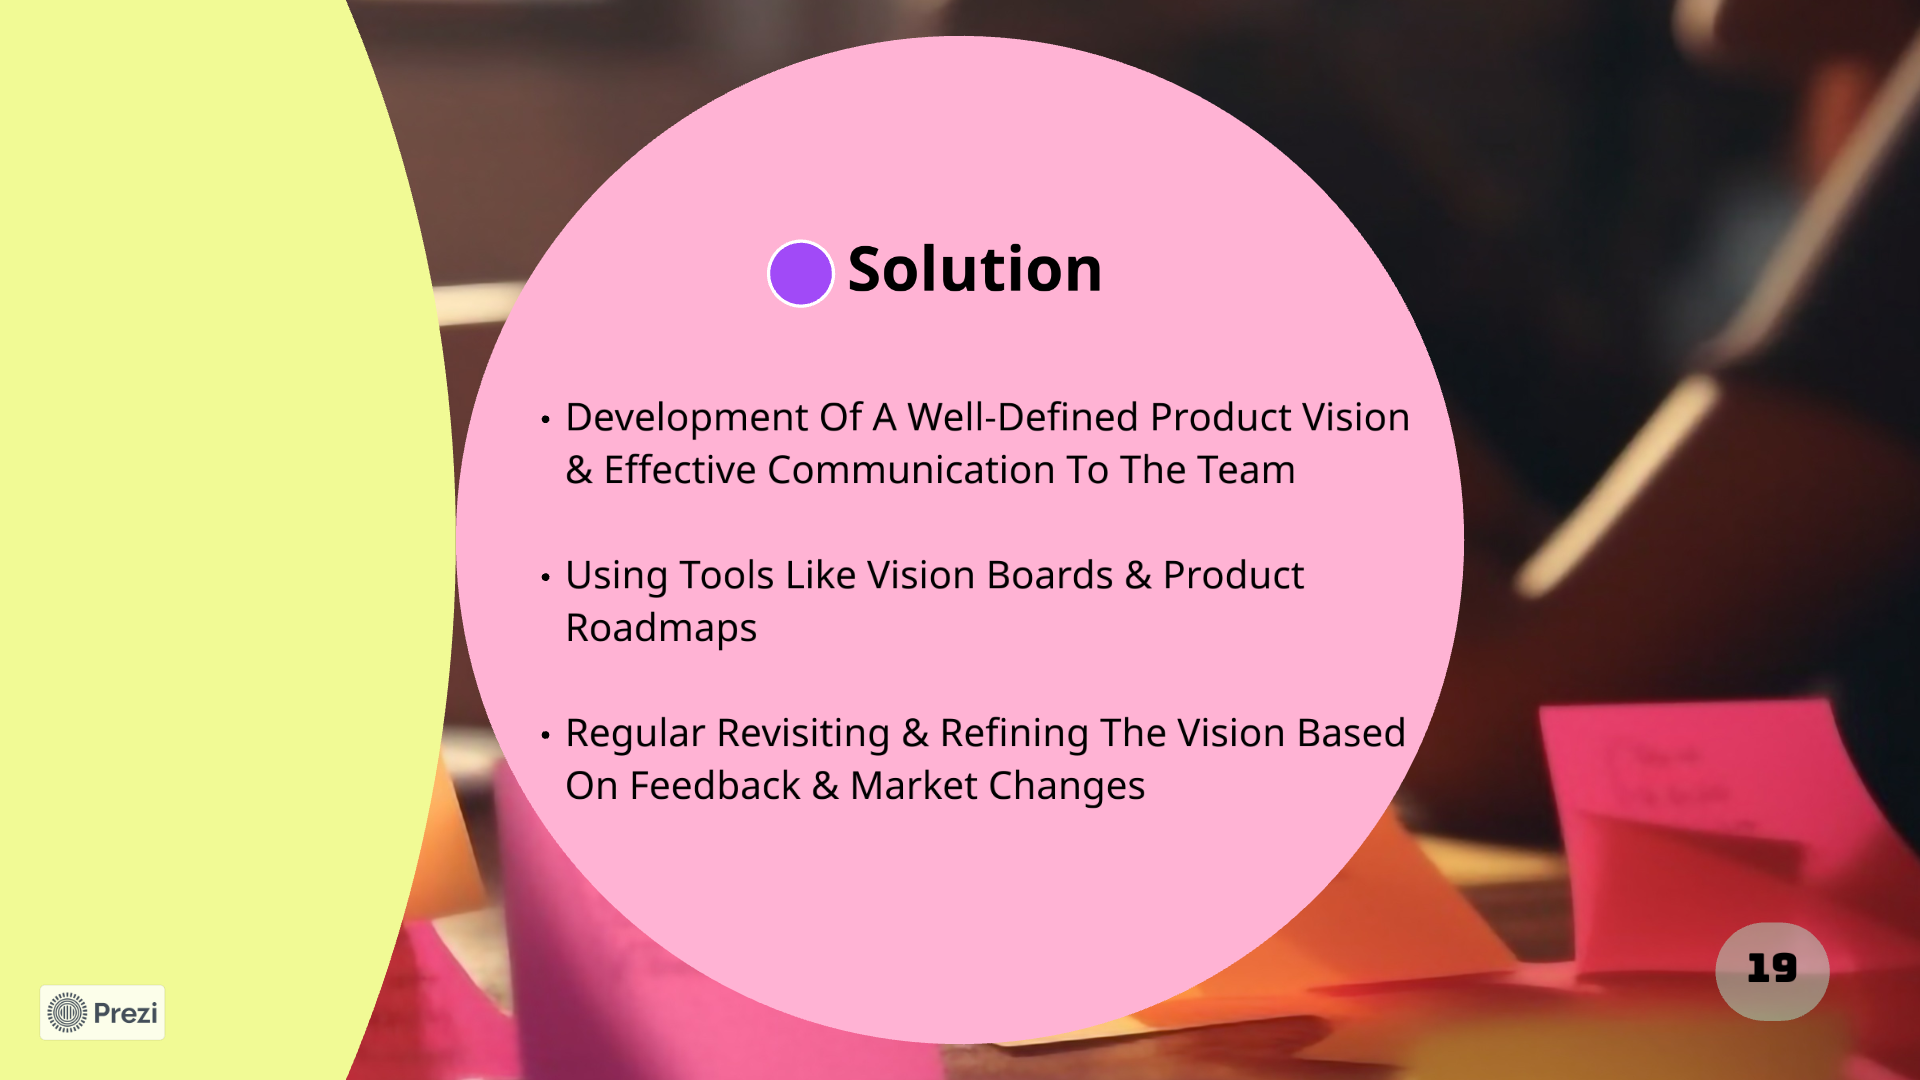 Solution
• Development Of A Well-Defined Product Vision
& Effective Communication To The Team
• Using Tools Like Vision Boards & Product
Roadmaps
• Regular Revisiting & Refining The Vision Based
On Feedback & Market Changes
19
Prezi